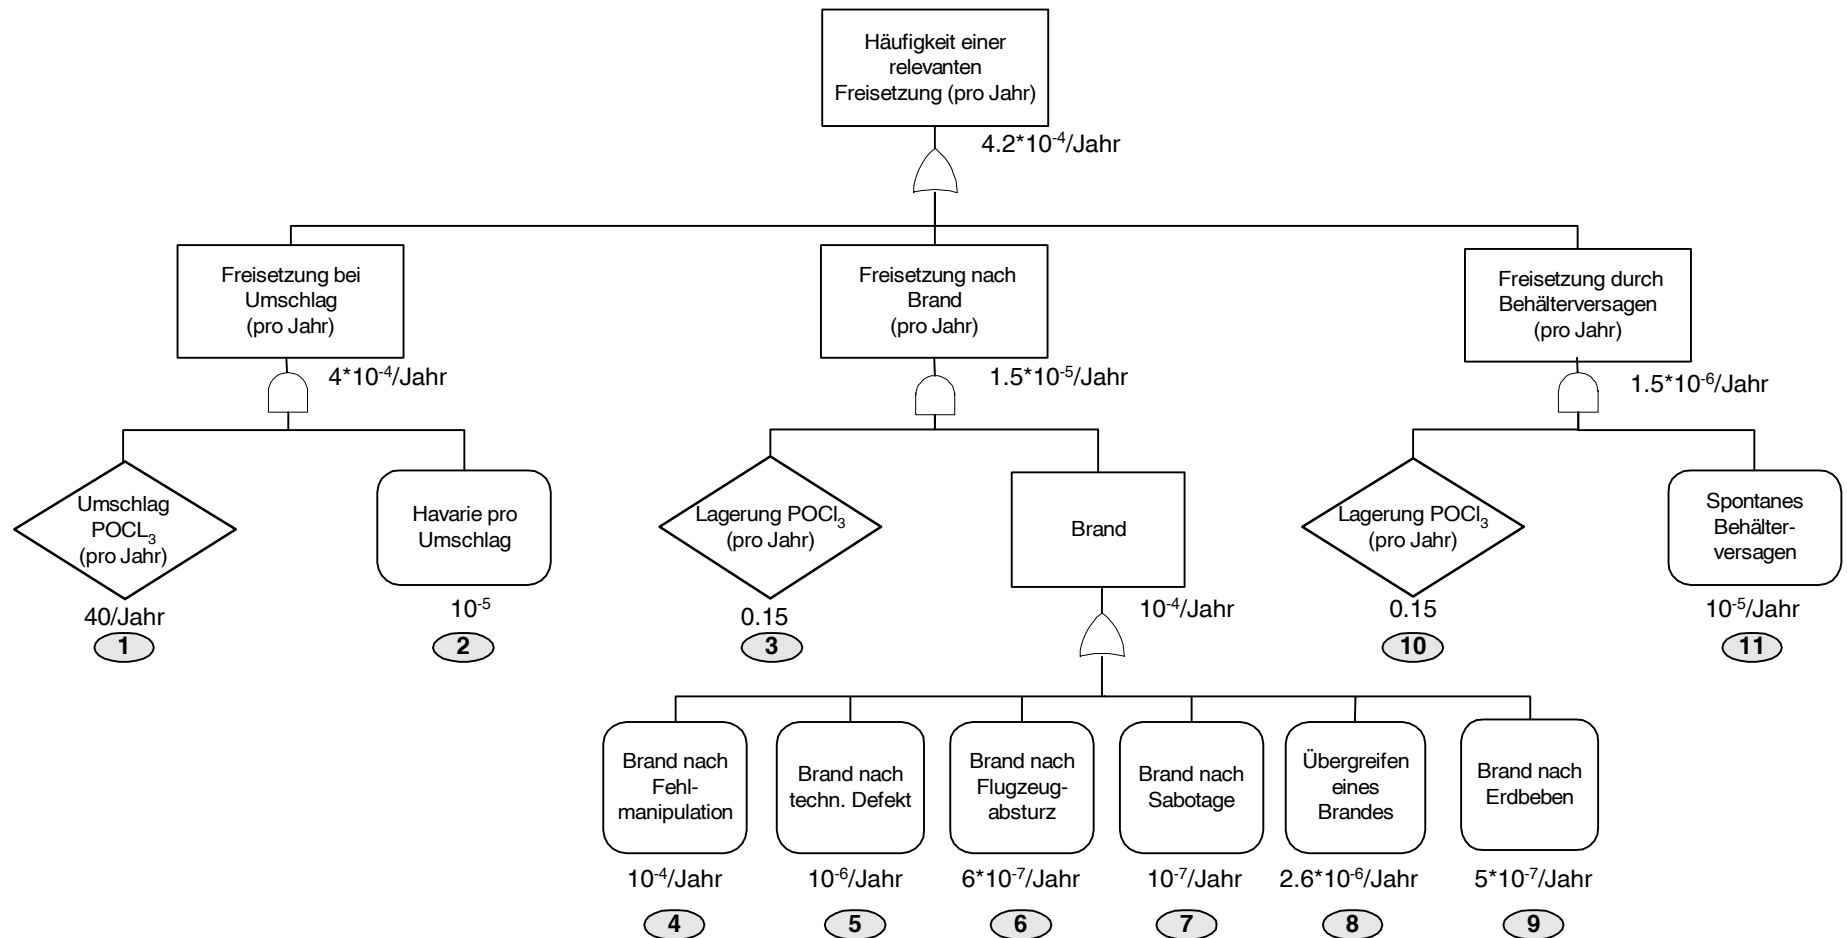 Häufigkeit einer
relevanten
Freisetzung (pro Jahr)
4.2*10⁻⁴/Jahr
Freisetzung bei
Umschlag
(pro Jahr)
4*10⁻⁴/Jahr
Freisetzung nach
Brand
(pro Jahr)
1.5*10⁻⁵/Jahr
Freisetzung durch
Behälterversagen
(pro Jahr)
1.5*10⁻⁶/Jahr
Umschlag
POCL₃
(pro Jahr)
40/Jahr
1
Havarie pro
Umschlag
10⁻⁵
2
Lagerung POCl₃
(pro Jahr)
0.15
3
Brand
10⁻⁴/Jahr
Lagerung POCl₃
(pro Jahr)
0.15
10
Spontanes
Behälter-
versagen
10⁻⁵/Jahr
11
Brand nach
Fehl-
manipulation
10⁻⁴/Jahr
4
Brand nach
techn. Defekt
10⁻⁶/Jahr
5
Brand nach
Flugzeug-
absturz
6*10⁻⁷/Jahr
6
Brand nach
Sabotage
10⁻⁷/Jahr
7
Übergreifen
eines
Brandes
2.6*10⁻⁶/Jahr
8
Brand nach
Erdbeben
5*10⁻⁷/Jahr
9